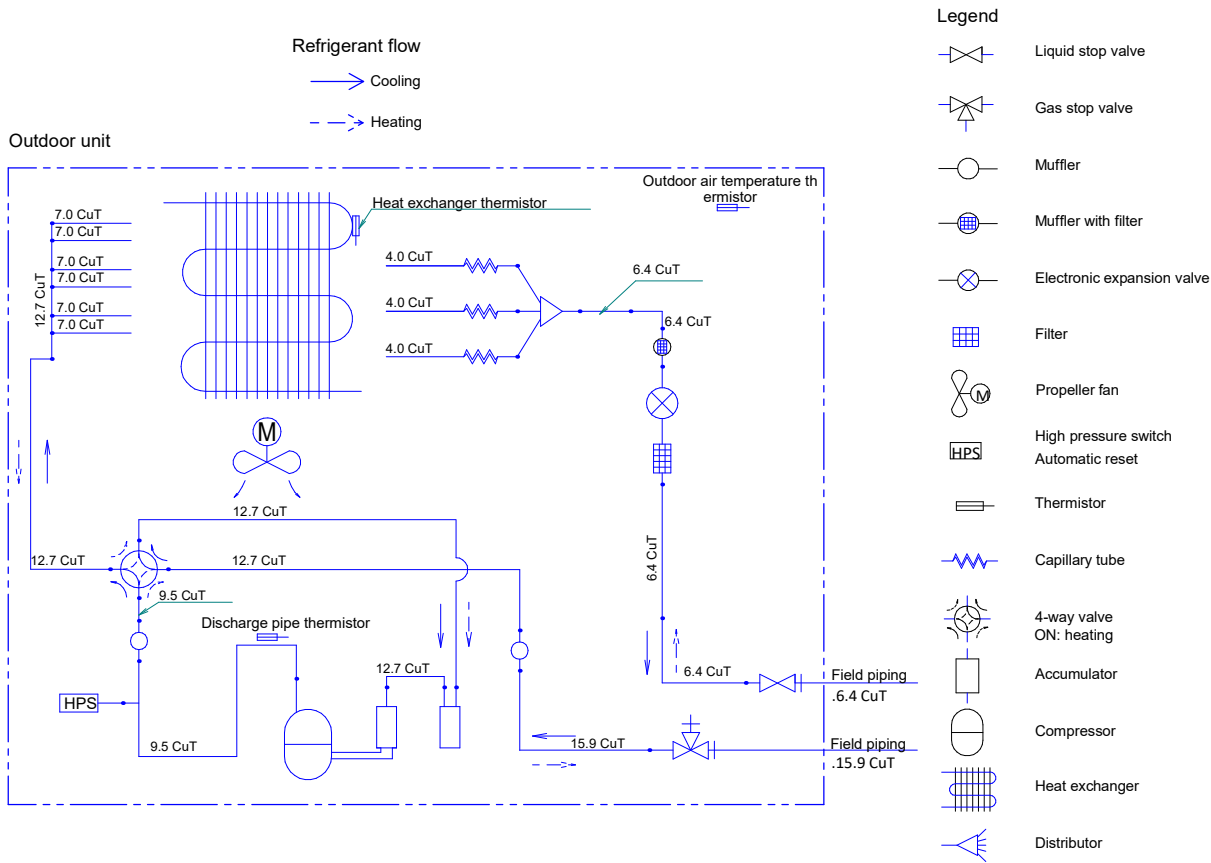 Refrigerant flow
Cooling
Heating
Outdoor unit
Outdoor air temperature th
ermistor
Heat exchanger thermistor
7.0 CuT
7.0 CuT
7.0 CuT
7.0 CuT
7.0 CuT
7.0 CuT
12.7 CuT
4.0 CuT
4.0 CuT
4.0 CuT
6.4 CuT
6.4 CuT
M
12.7 CuT
12.7 CuT
12.7 CuT
6.4 CuT
9.5 CuT
Discharge pipe thermistor
12.7 CuT
6.4 CuT
Field piping
.6.4 CuT
HPS
9.5 CuT
15.9 CuT
Field piping
.15.9 CuT
Legend
Liquid stop valve
Gas stop valve
Muffler
Muffler with filter
Electronic expansion valve
Filter
M
Propeller fan
HPS
High pressure switch
Automatic reset
Thermistor
Capillary tube
4-way valve
ON: heating
Accumulator
Compressor
Heat exchanger
Distributor